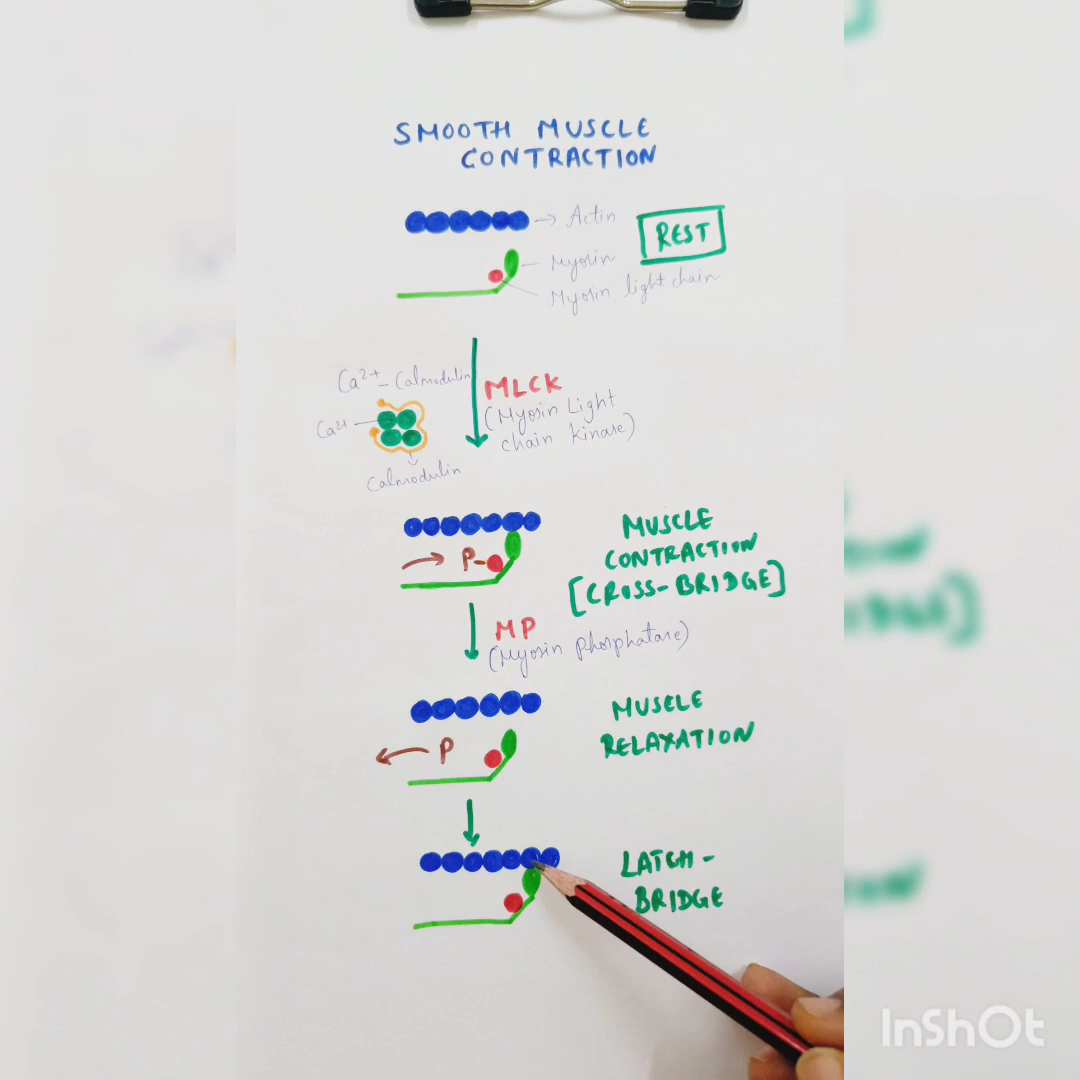 SMOOTH MUSCLE
CONTRACTION
Actin
REST
Myosin
Myosin light chain
Ca2+ - Calmodulin
MLCK
(Myosin Light
chain kinase)
Ca2+
Calmodulin
MUSCLE
CONTRACTION
[CROSS-BRIDGE]
P-
MP
(Myosin phosphatase)
MUSCLE
RELAXATION
P
LATCH-
BRIDGE
InShOt